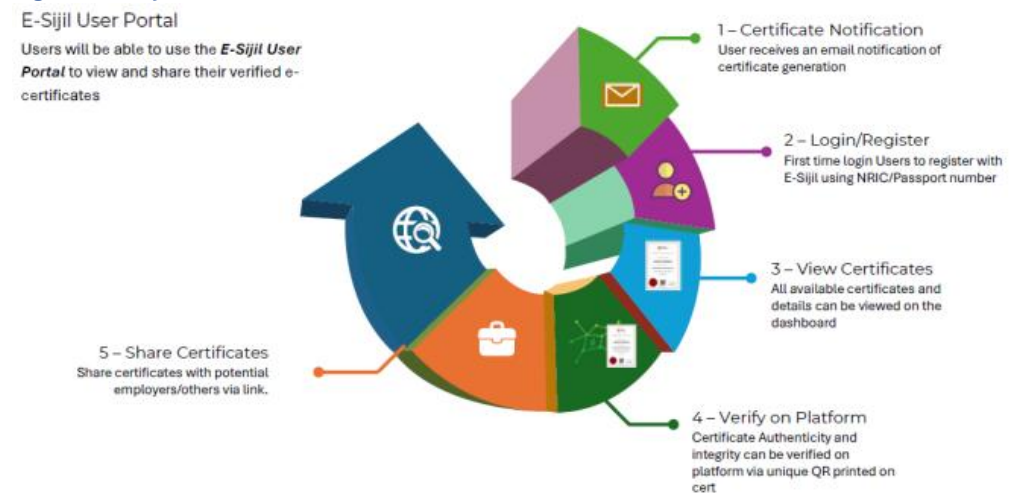 E-Sijil User Portal
Users will be able to use the E-Sijil User
Portal to view and share their verified e-
certificates
1 – Certificate Notification
User receives an email notification of
certificate generation
2 – Login/Register
First time login Users to register with
E-Sijil using NRIC/Passport number
3 – View Certificates
All available certificates and
details can be viewed on the
dashboard
4 – Verify on Platform
Certificate Authenticity and
integrity can be verified on
platform via unique QR printed on
cert
5 – Share Certificates
Share certificates with potential
employers/others via link.